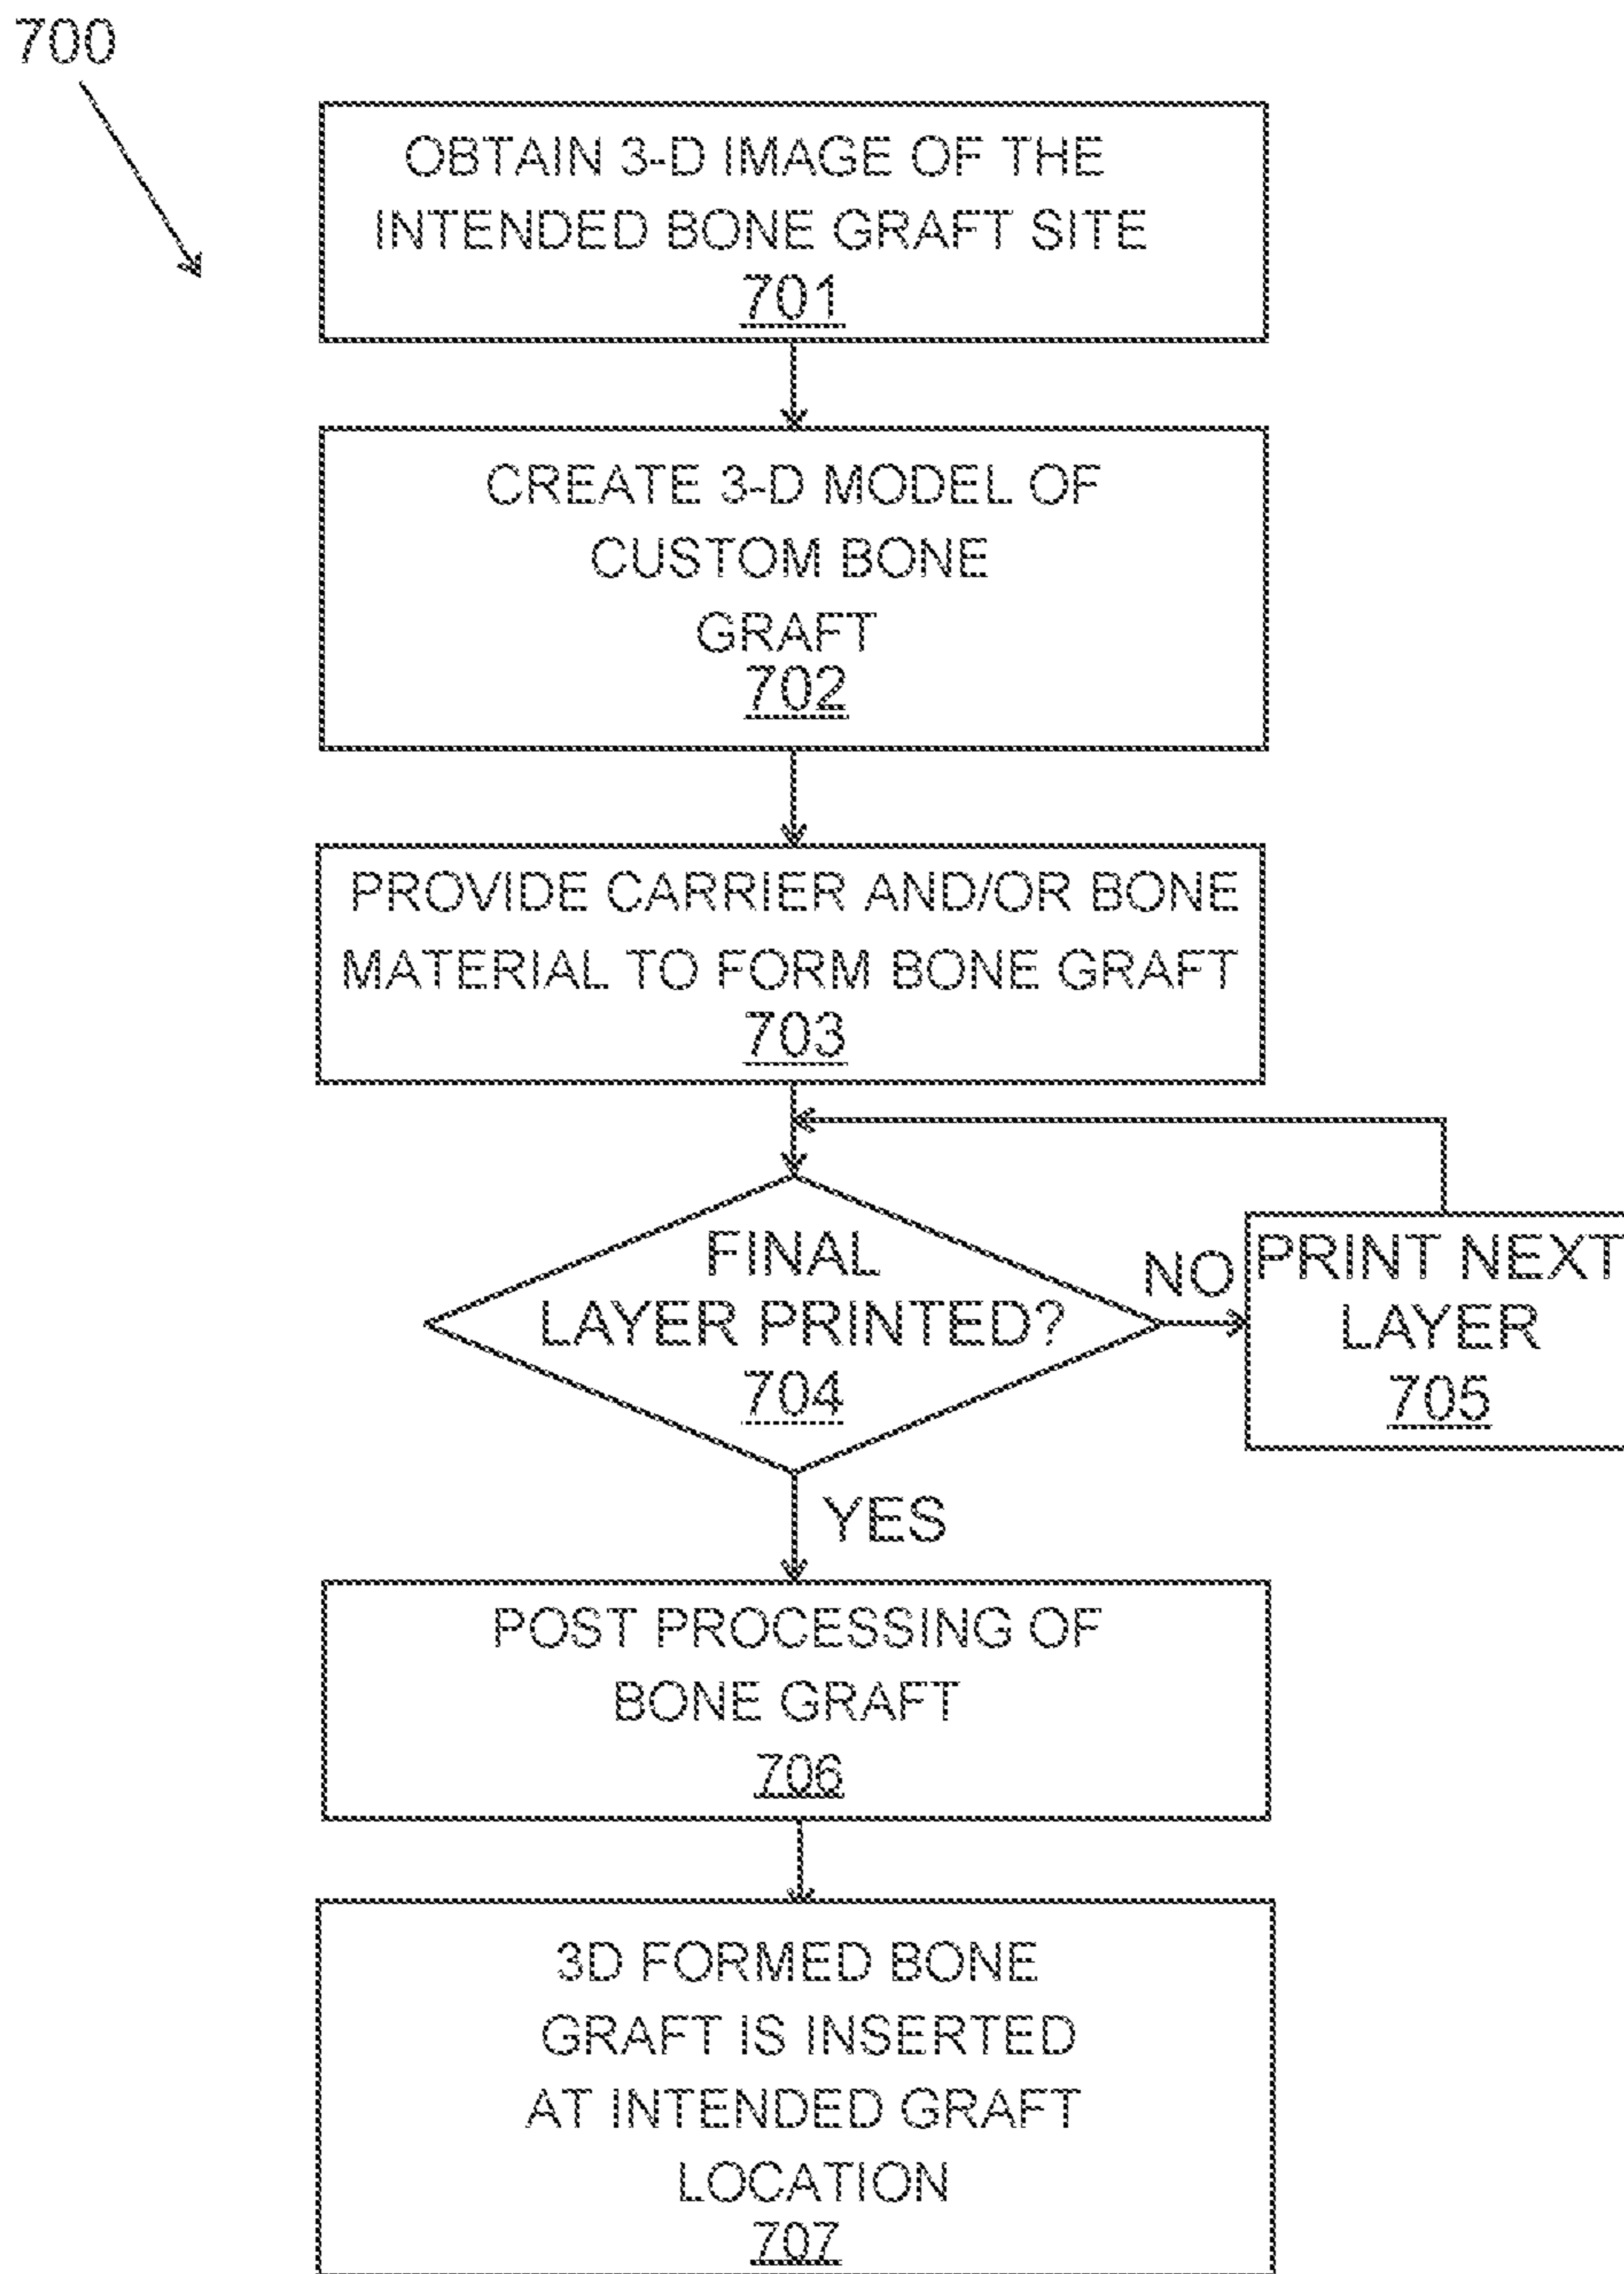 700
OBTAIN 3-D IMAGE OF THE
INTENDED BONE GRAFT SITE
701
CREATE 3-D MODEL OF
CUSTOM BONE
GRAFT
702
PROVIDE CARRIER AND/OR BONE
MATERIAL TO FORM BONE GRAFT
703
FINAL
LAYER PRINTED?
704
NO
PRINT NEXT
LAYER
705
YES
POST PROCESSING OF
BONE GRAFT
706
3D FORMED BONE
GRAFT IS INSERTED
AT INTENDED GRAFT
LOCATION
707